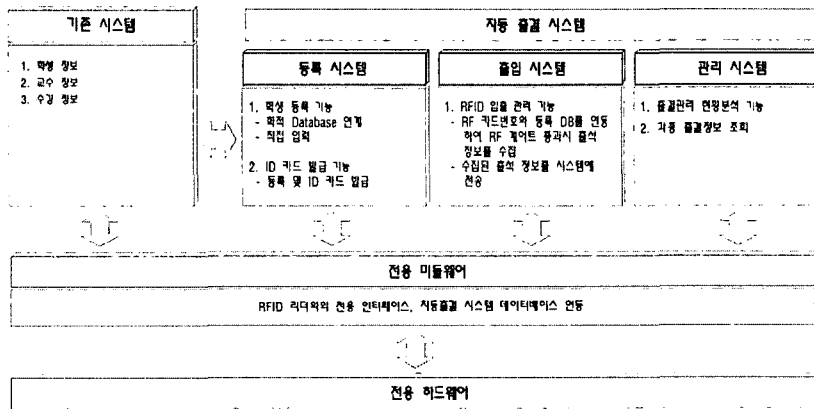 기존 시스템
1. 학생 정보
2. 교수 정보
3. 수강 정보
자동 출결 시스템
등록 시스템
1. 학생 등록 기능
- 학적 Database 연계
- 직접 입력
2. ID 카드 발급 기능
- 등록 및 ID 카드 발급
출입 시스템
1. RFID 입출 관리 기능
- RF 카드번호와 등록 DB를 연동
하여 RF 게이트 통과시 출석
정보를 수집
- 수집된 출석 정보를 시스템에
전송
관리 시스템
1. 출결관리 현황분석 기능
2. 각종 출결정보 조회
전용 미들웨어
RFID 리더와의 전용 인터페이스, 자동출결 시스템 데이터베이스 연동
전용 하드웨어